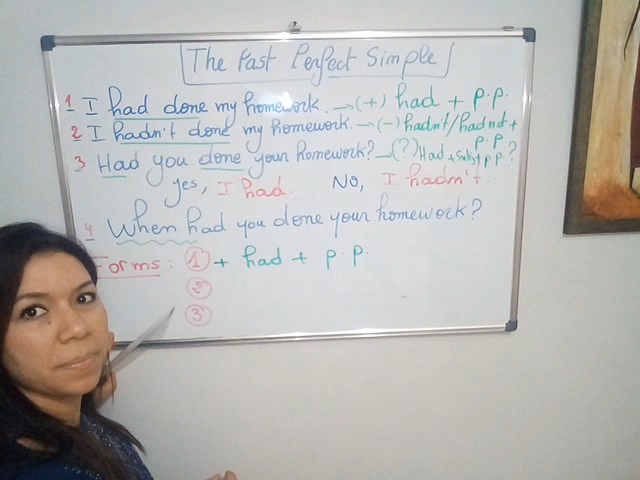 The Past Perfect Simple
1 I had done my homework. → (+) had + p.p.
2 I hadn't done my homework. → (-) hadn't/had not + p.p
3 Had you done your homework? → (?) Had + subj + p.p?
yes, I had. No, I hadn't.
4 When had you done your homework?
Forms: 1 + had + p.p.
2
3